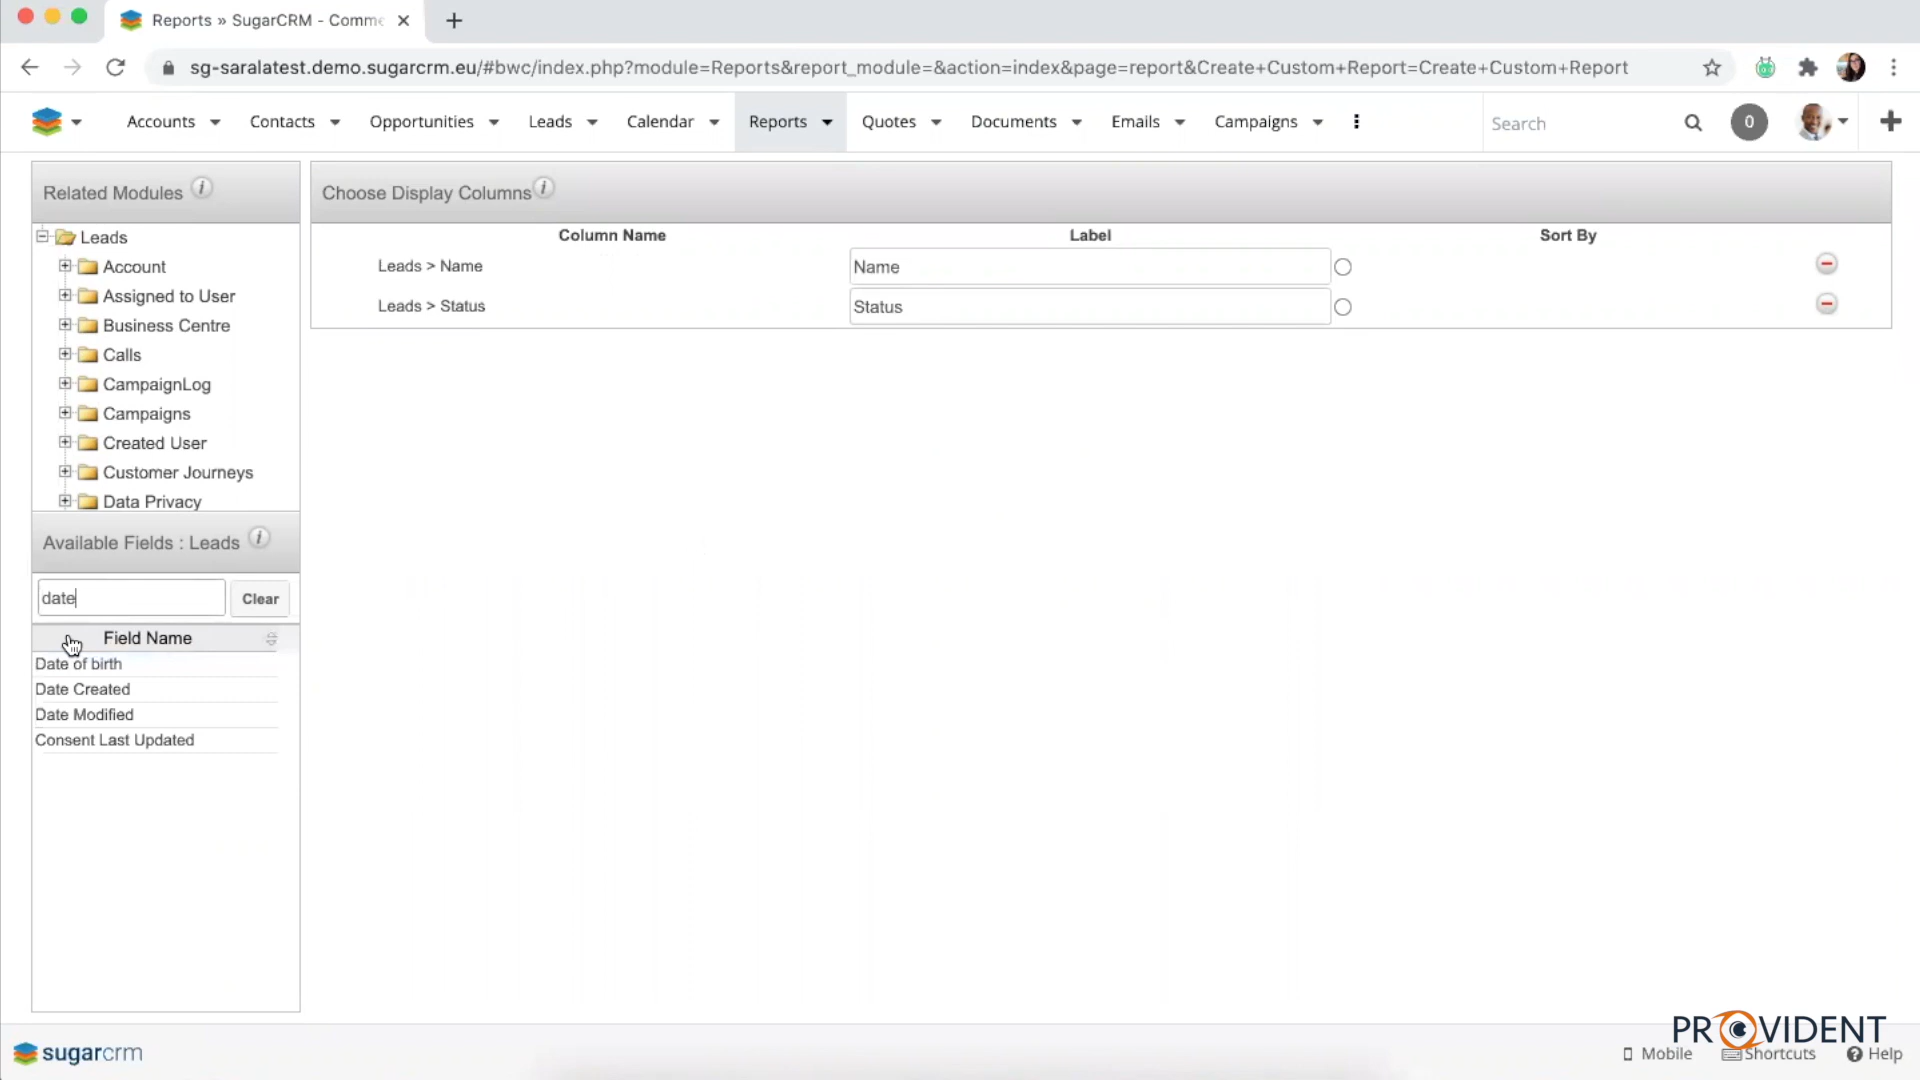 Reports » SugarCRM - Comme
sg-saralatest.demo.sugarcrm.eu/#bwc/index.php?module=Reports&report_module=&action=index&page=report&Create+Custom+Report=Create+Custom+Report
Accounts Contacts Opportunities Leads Calendar Reports Quotes Documents Emails Campaigns Search 0
Related Modules
Leads
Account
Assigned to User
Business Centre
Calls
CampaignLog
Campaigns
Created User
Customer Journeys
Data Privacy
Available Fields : Leads
date Clear
Field Name
Date of birth
Date Created
Date Modified
Consent Last Updated
Choose Display Columns
Column Name Label Sort By
Leads > Name Name
Leads > Status Status
PROVIDENT
sugarcrm Mobile Shortcuts Help